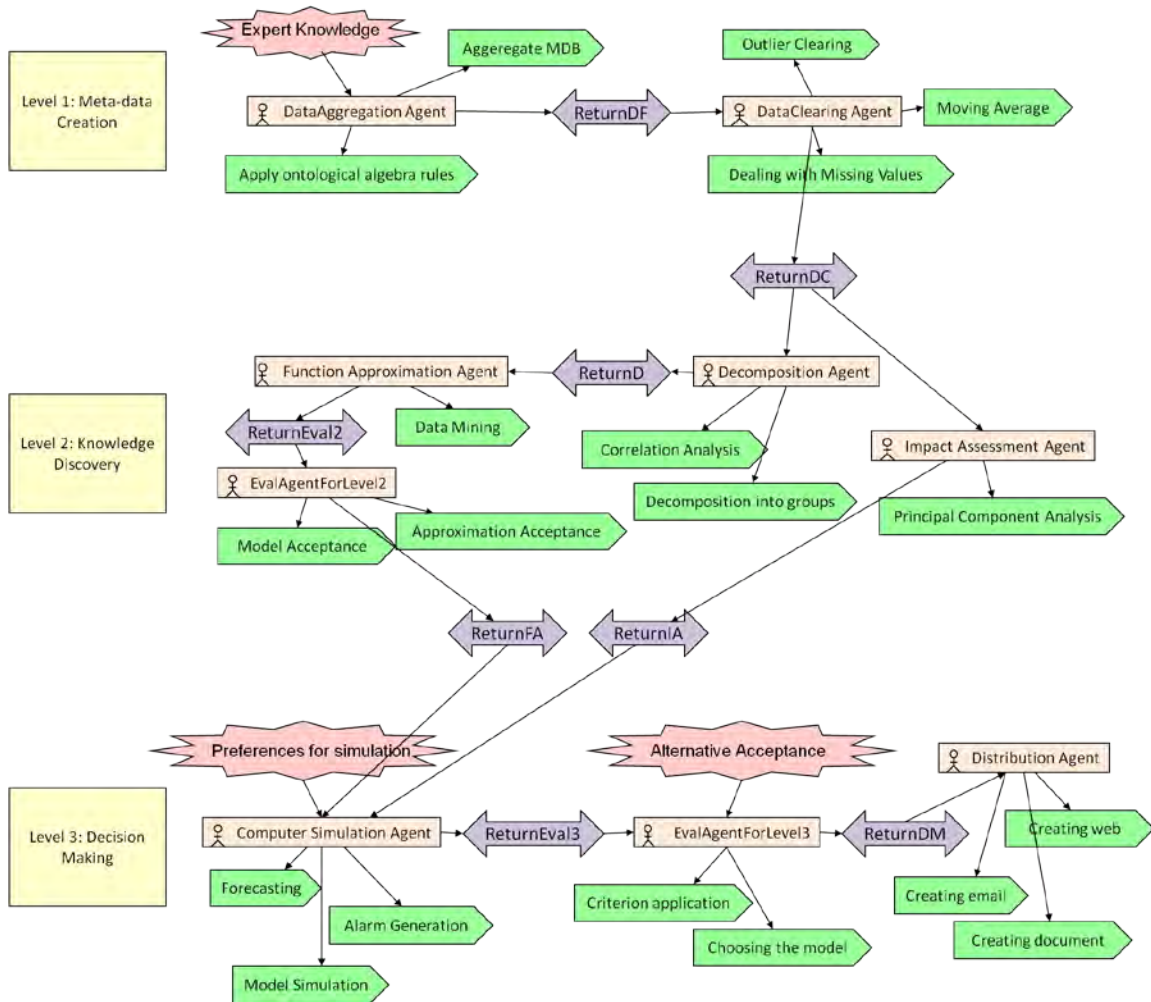 Expert Knowledge
Aggeregate MDB
Outlier Clearing
Level 1: Meta-data
Creation
DataAggregation Agent
ReturnDF
DataClearing Agent
Moving Average
Apply ontological algebra rules
Dealing with Missing Values
ReturnDC
Function Approximation Agent
ReturnD
Decomposition Agent
Data Mining
Level 2: Knowledge
Discovery
ReturnEval2
Correlation Analysis
Impact Assessment Agent
EvalAgentForLevel2
Decomposition into groups
Principal Component Analysis
Approximation Acceptance
Model Acceptance
ReturnFA
ReturnIA
Preferences for simulation
Alternative Acceptance
Distribution Agent
Level 3: Decision
Making
Computer Simulation Agent
ReturnEval3
EvalAgentForLevel3
ReturnDM
Creating web
Forecasting
Criterion application
Creating email
Alarm Generation
Choosing the model
Creating document
Model Simulation